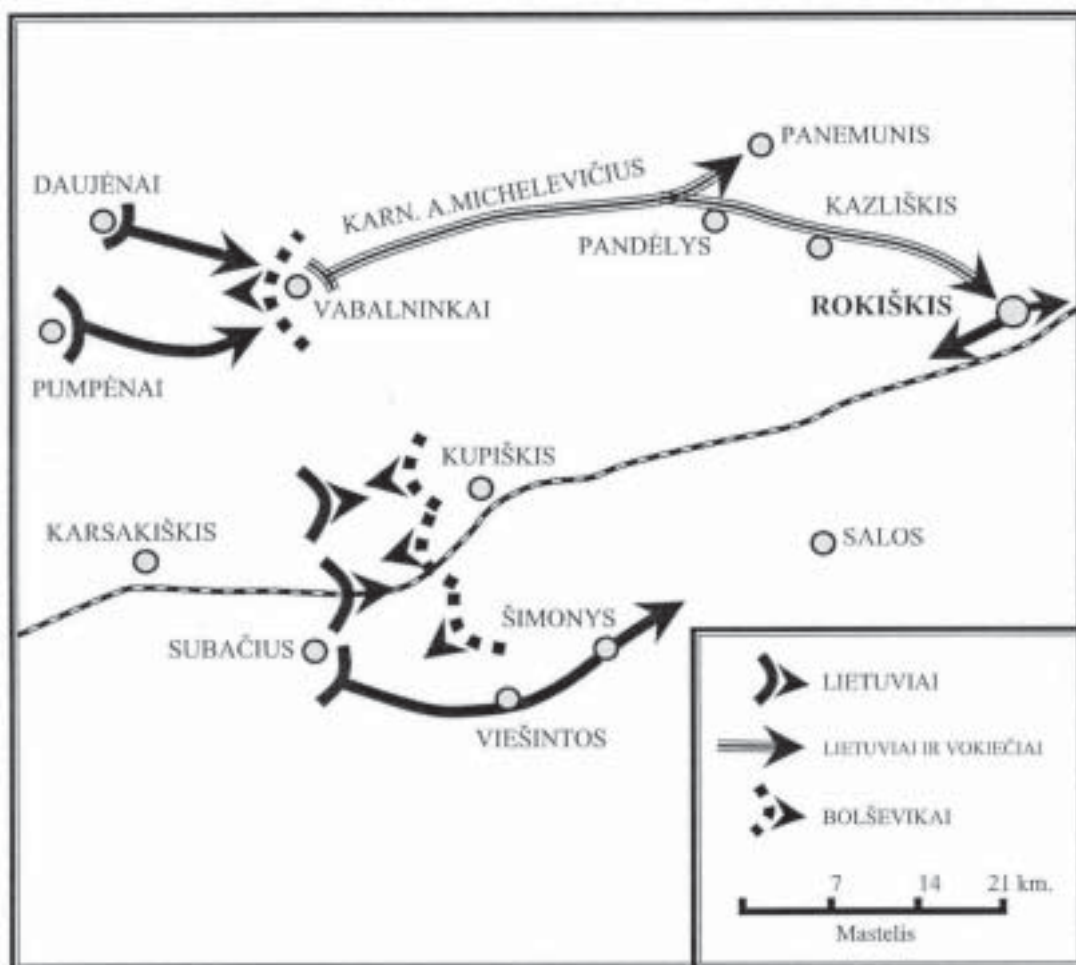 PANEMUNIS
DAUJĖNAI
KARN. A.MICHELEVIČIUS
KAZLIŠKIS
PANDĖLYS
VABALNINKAI
ROKIŠKIS
PUMPĖNAI
KUPIŠKIS
KARSAKIŠKIS
SALOS
ŠIMONYS
SUBAČIUS
VIEŠINTOS
LIETUVIAI
LIETUVIAI IR VOKIEČIAI
BOLŠEVIKAI
7 14 21 km.
Mastelis